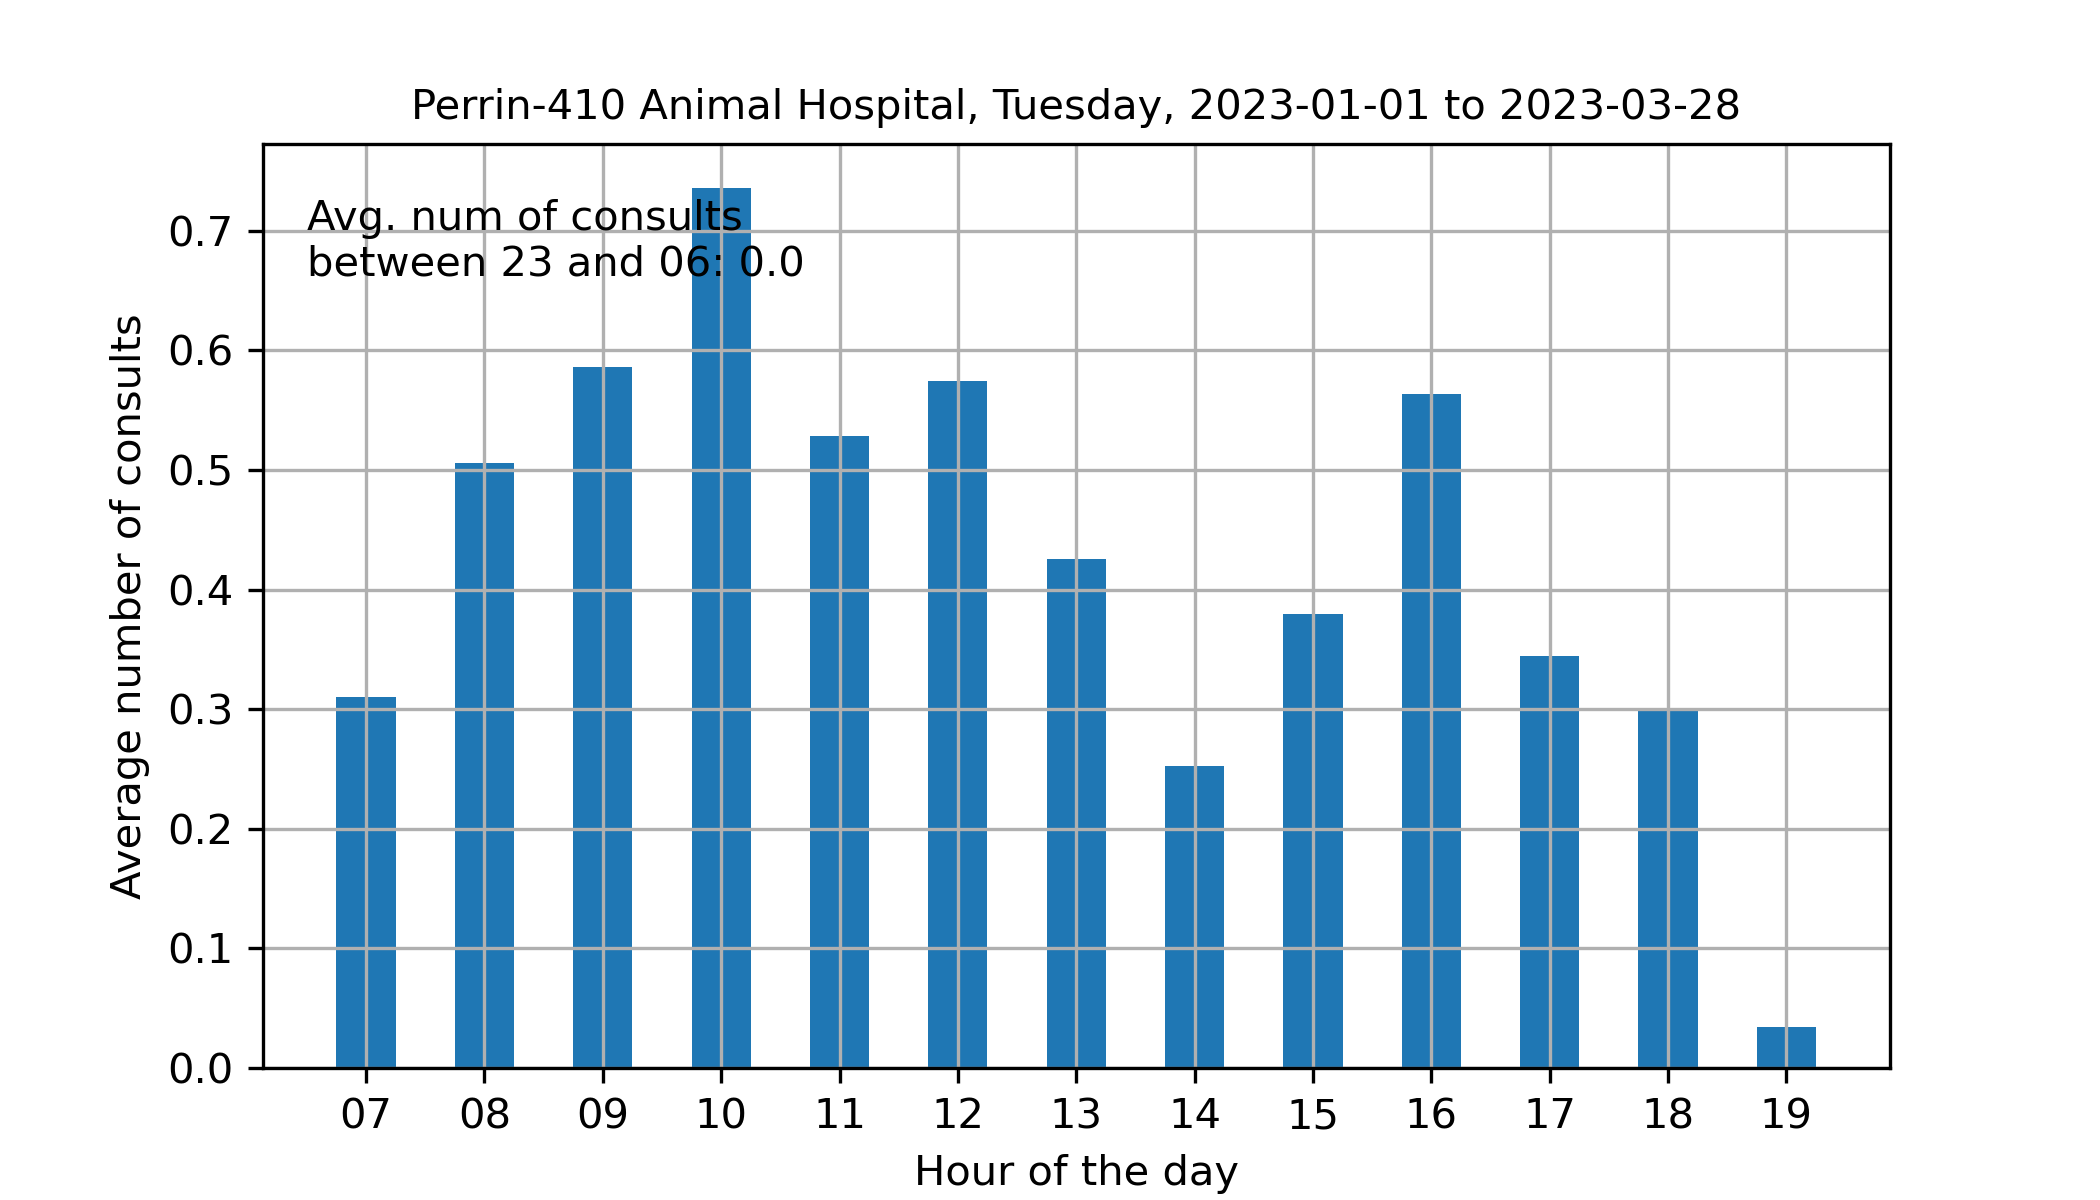 Perrin-410 Animal Hospital, Tuesday, 2023-01-01 to 2023-03-28
Avg. num of consults
between 23 and 06: 0.0
Average number of consults
0.7
0.6
0.5
0.4
0.3
0.2
0.1
0.0
07 08 09 10 11 12 13 14 15 16 17 18 19
Hour of the day